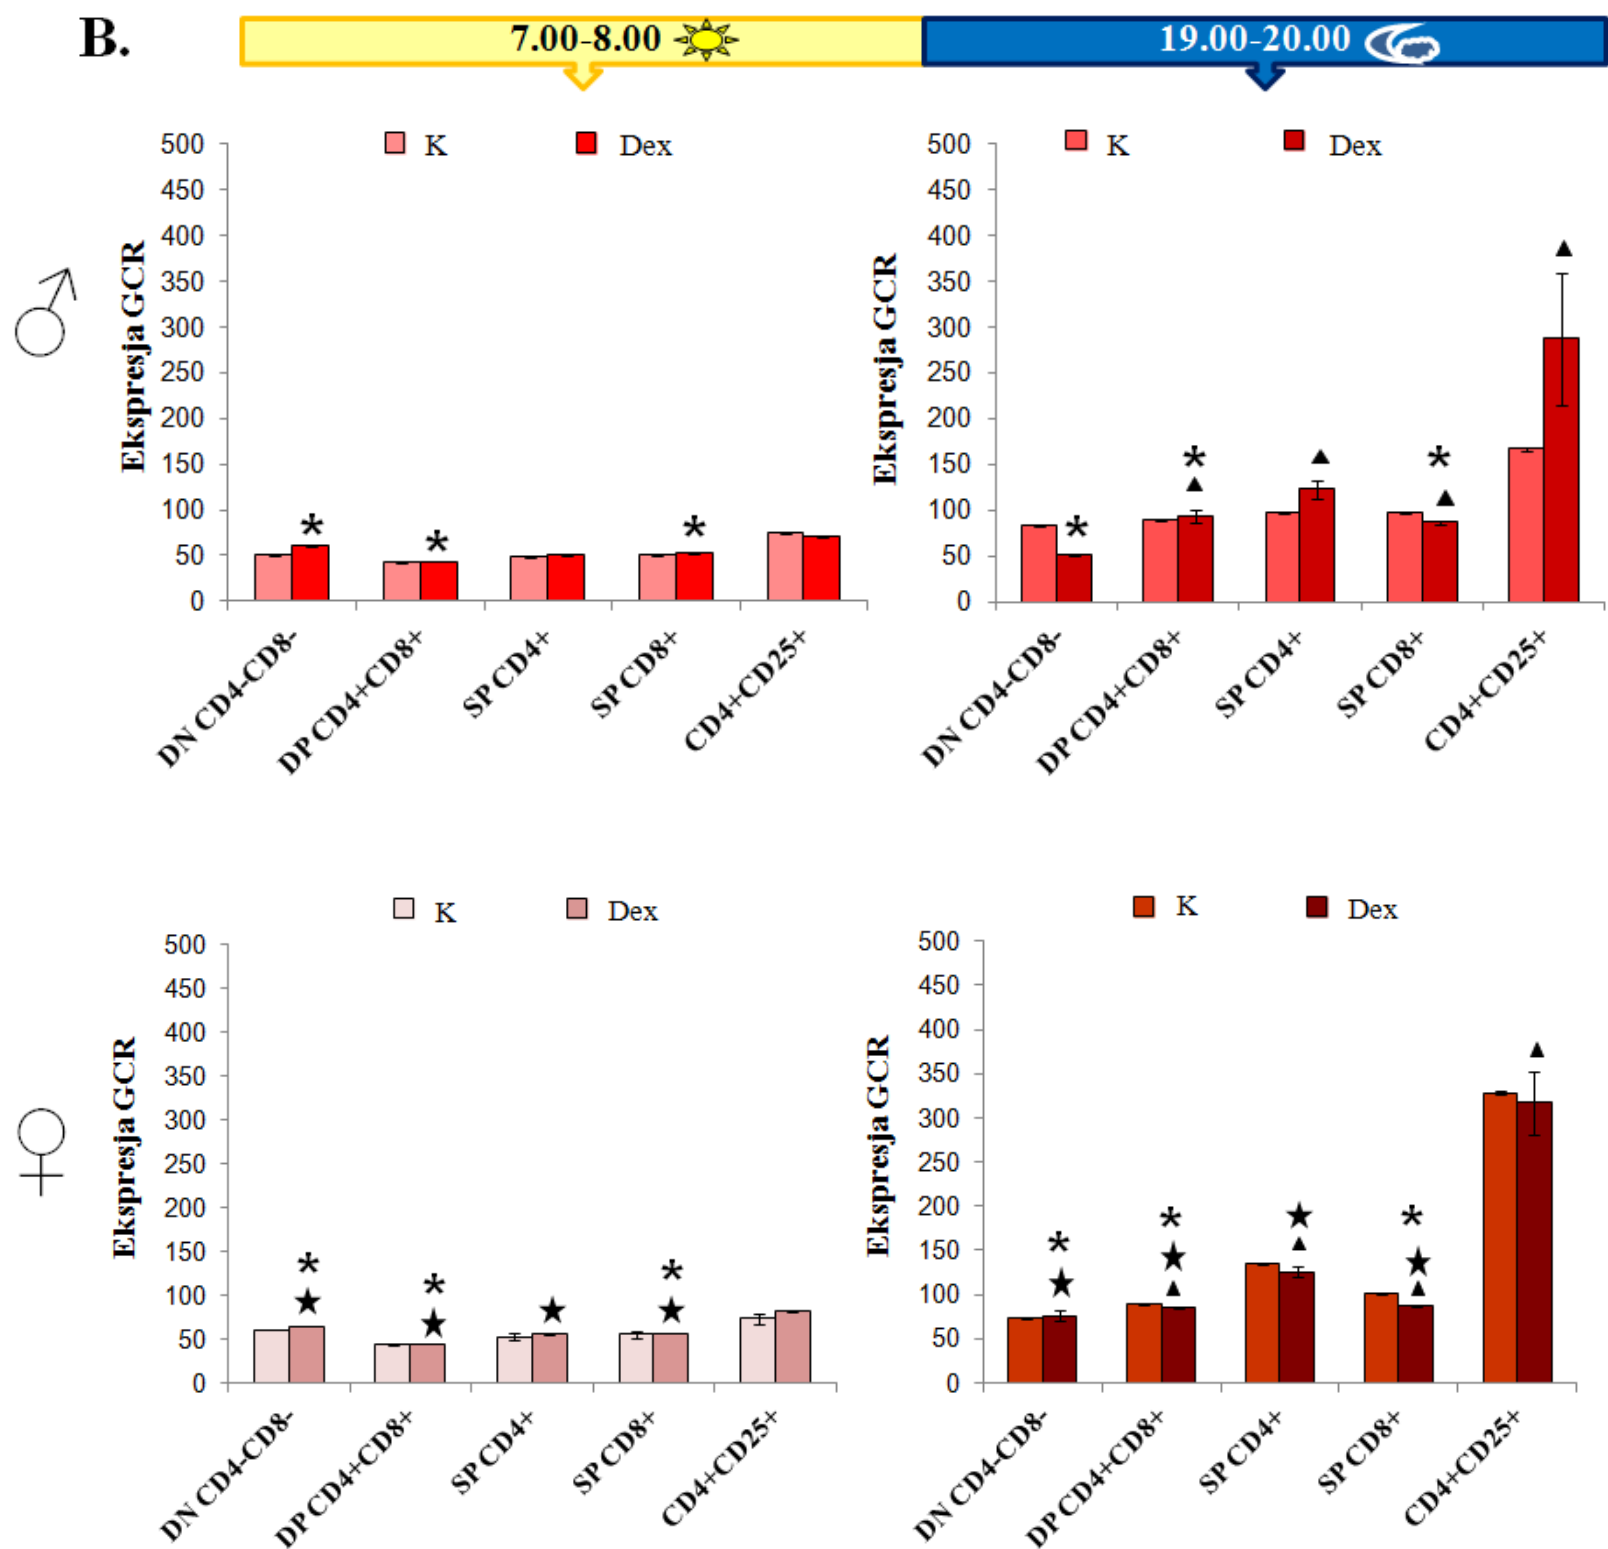 B.
7.00-8.00
19.00-20.00
K
Dex
Ekspresja GCR
500
450
400
350
300
250
200
150
100
50
0
DN CD4-CD8-
DP CD4+CD8+
SP CD4+
SP CD8+
CD4+CD25+
K
Dex
Ekspresja GCR
500
450
400
350
300
250
200
150
100
50
0
DN CD4-CD8-
DP CD4+CD8+
SP CD4+
SP CD8+
CD4+CD25+
K
Dex
Ekspresja GCR
500
450
400
350
300
250
200
150
100
50
0
DN CD4-CD8-
DP CD4+CD8+
SP CD4+
SP CD8+
CD4+CD25+
K
Dex
Ekspresja GCR
500
450
400
350
300
250
200
150
100
50
0
DN CD4-CD8-
DP CD4+CD8+
SP CD4+
SP CD8+
CD4+CD25+